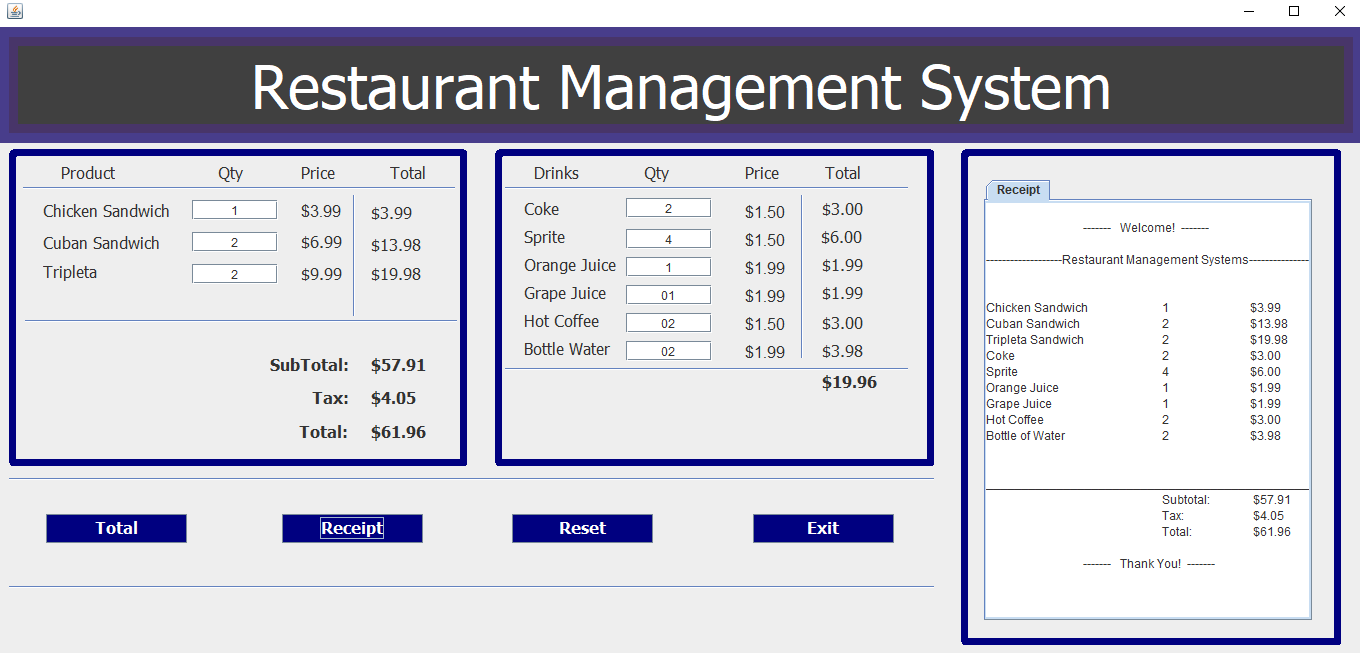 Restaurant Management System
Product Qty Price Total
Chicken Sandwich 1 $3.99 $3.99
Cuban Sandwich 2 $6.99 $13.98
Tripleta 2 $9.99 $19.98
SubTotal: $57.91
Tax: $4.05
Total: $61.96
Drinks Qty Price Total
Coke 2 $1.50 $3.00
Sprite 4 $1.50 $6.00
Orange Juice 1 $1.99 $1.99
Grape Juice 01 $1.99 $1.99
Hot Coffee 02 $1.50 $3.00
Bottle Water 02 $1.99 $3.98
$19.96
Total Receipt Reset Exit
Receipt
------- Welcome! -------
-------------------Restaurant Management Systems---------------
Chicken Sandwich 1 $3.99
Cuban Sandwich 2 $13.98
Tripleta Sandwich 2 $19.98
Coke 2 $3.00
Sprite 4 $6.00
Orange Juice 1 $1.99
Grape Juice 1 $1.99
Hot Coffee 2 $3.00
Bottle of Water 2 $3.98
Subtotal: $57.91
Tax: $4.05
Total: $61.96
------- Thank You! -------